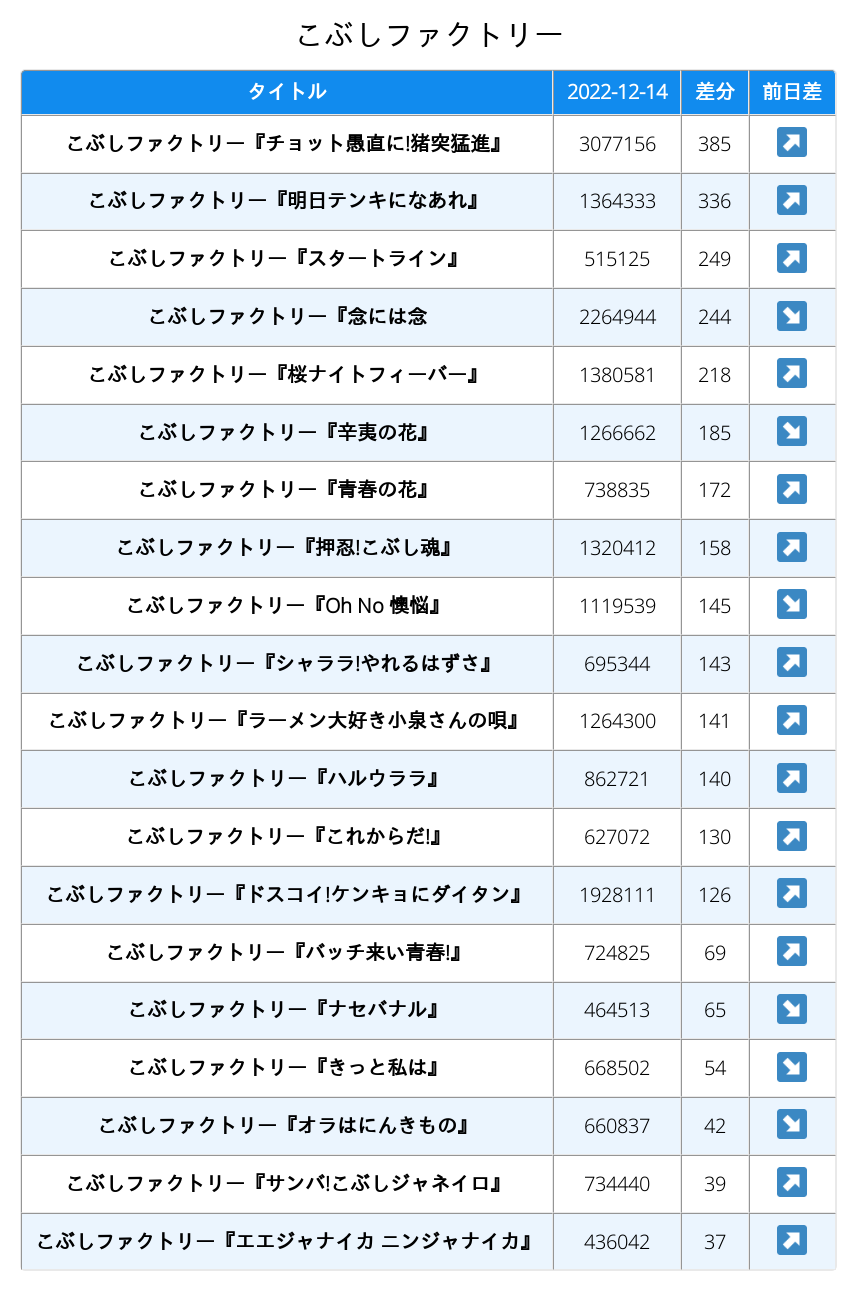 こぶしファクトリー
タイトル 2022-12-14 差分 前日差
こぶしファクトリー『チョット愚直に!猪突猛進』 3077156 385 ↗
こぶしファクトリー『明日テンキになあれ』 1364333 336 ↗
こぶしファクトリー『スタートライン』 515125 249 ↗
こぶしファクトリー『念には念 2264944 244 ↘
こぶしファクトリー『桜ナイトフィーバー』 1380581 218 ↗
こぶしファクトリー『辛夷の花』 1266662 185 ↘
こぶしファクトリー『青春の花』 738835 172 ↗
こぶしファクトリー『押忍!こぶし魂』 1320412 158 ↗
こぶしファクトリー『Oh No 懊悩』 1119539 145 ↘
こぶしファクトリー『シャララ!やれるはずさ』 695344 143 ↗
こぶしファクトリー『ラーメン大好き小泉さんの唄』 1264300 141 ↗
こぶしファクトリー『ハルウララ』 862721 140 ↗
こぶしファクトリー『これからだ!』 627072 130 ↗
こぶしファクトリー『ドスコイ!ケンキョにダイタン』 1928111 126 ↗
こぶしファクトリー『バッチ来い青春!』 724825 69 ↗
こぶしファクトリー『ナセバナル』 464513 65 ↘
こぶしファクトリー『きっと私は』 668502 54 ↘
こぶしファクトリー『オラはにんきもの』 660837 42 ↘
こぶしファクトリー『サンバ!こぶしジャネイロ』 734440 39 ↗
こぶしファクトリー『エエジャナイカ ニンジャナイカ』 436042 37 ↗